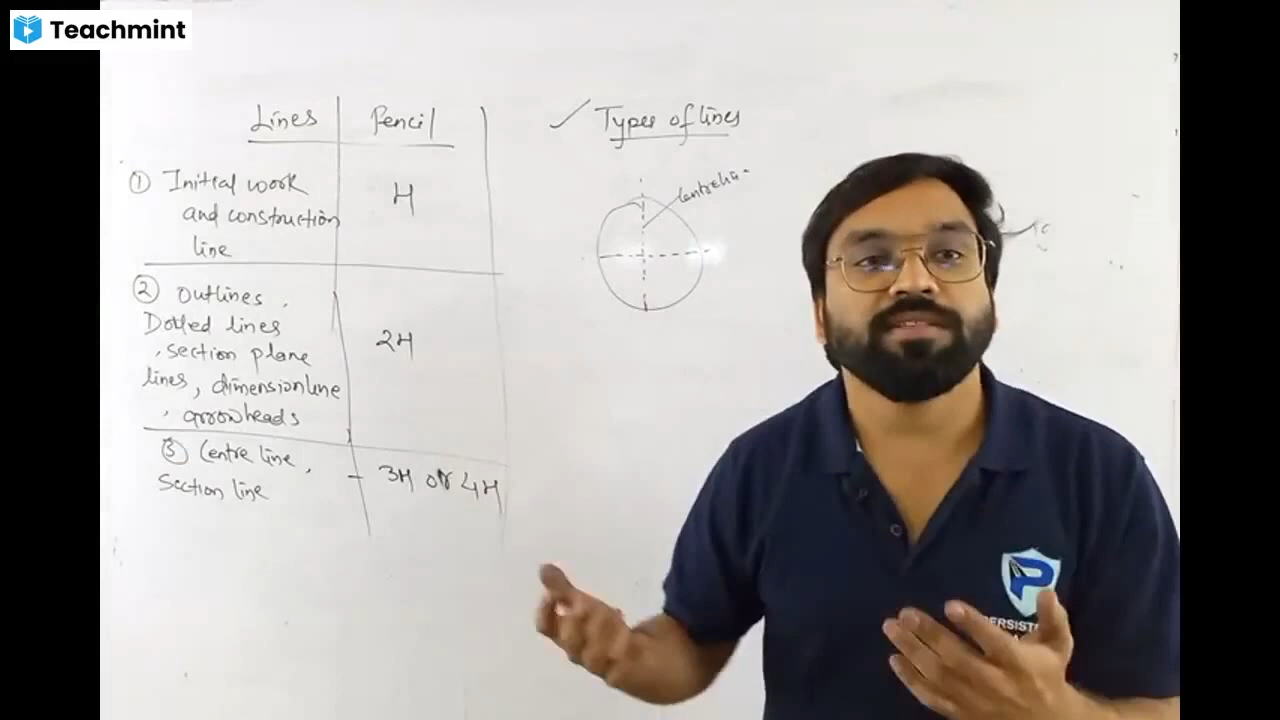 Teachmint
Lines Pencil
① Initial work
and construction
line
H
② Outlines,
Dotted lines
, section plane
lines, dimension line
, arrowheads
2H
③ Centre line,
Section line
- 3H or 4H
✓ Types of lines
P